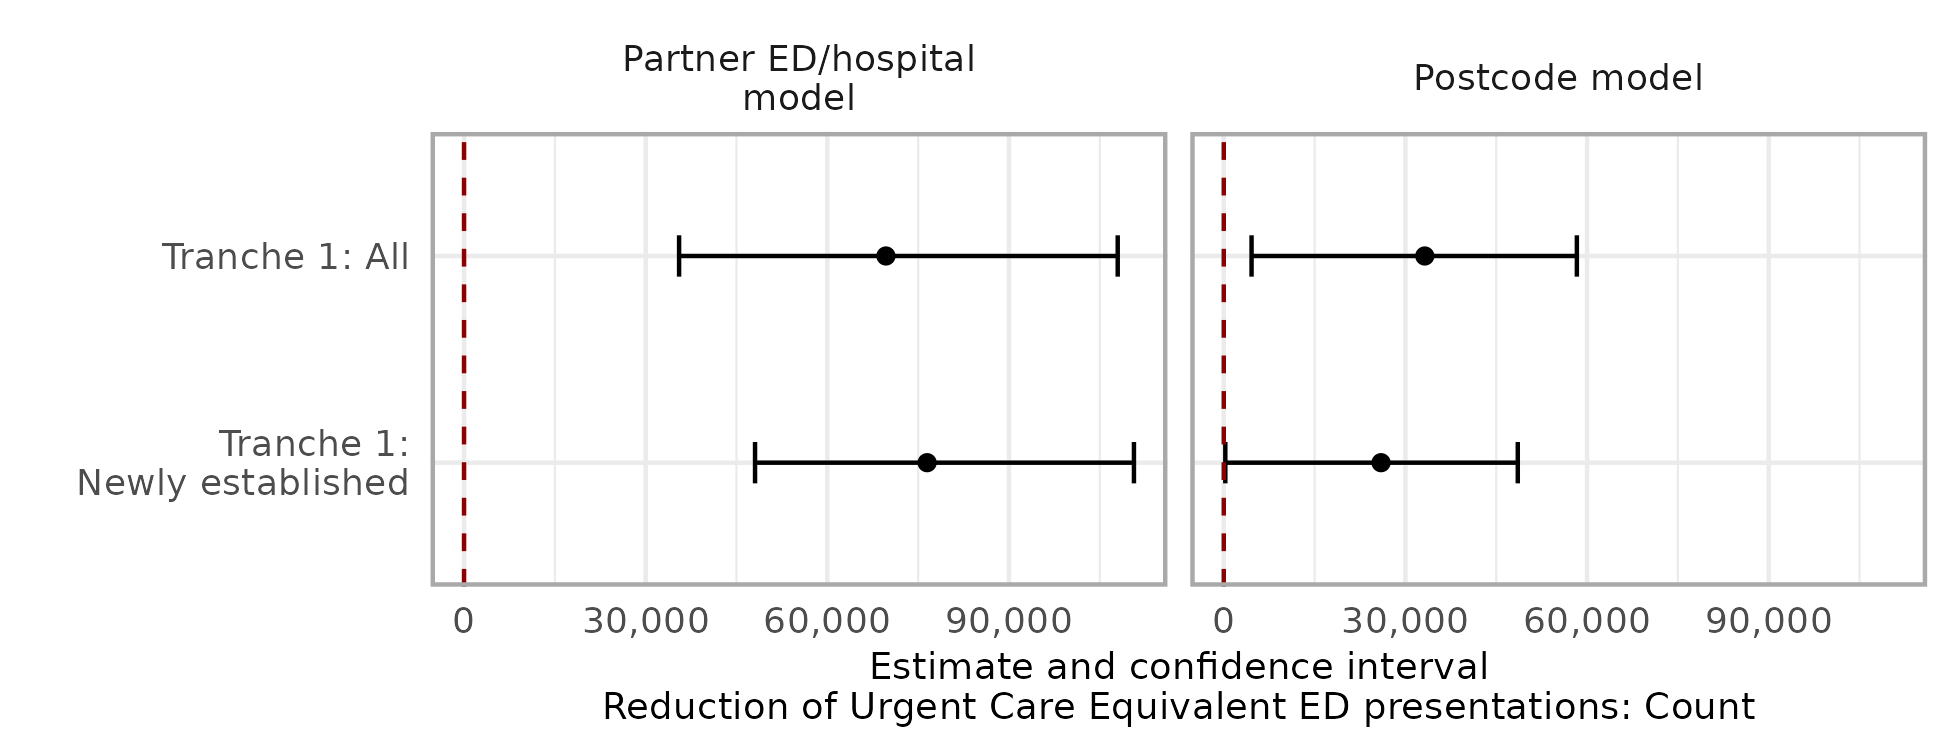 Partner ED/hospital
model
Postcode model
Tranche 1: All
Tranche 1:
Newly established
0
30,000
60,000
90,000
0
30,000
60,000
90,000
Estimate and confidence interval
Reduction of Urgent Care Equivalent ED presentations: Count